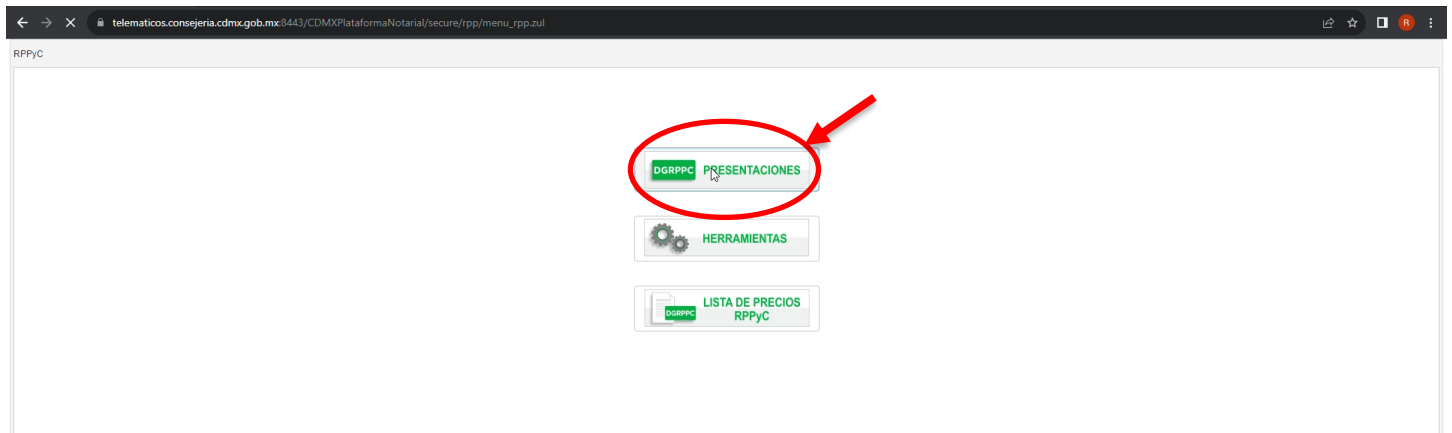 telematicos.consejeria.cdmx.gob.mx:8443/CDMXPlataformaNotarial/secure/rpp/menu_rpp.zul
R
RPPyC
DGRPPC PRESENTACIONES
HERRAMIENTAS
DGRPPC LISTA DE PRECIOS
RPPyC